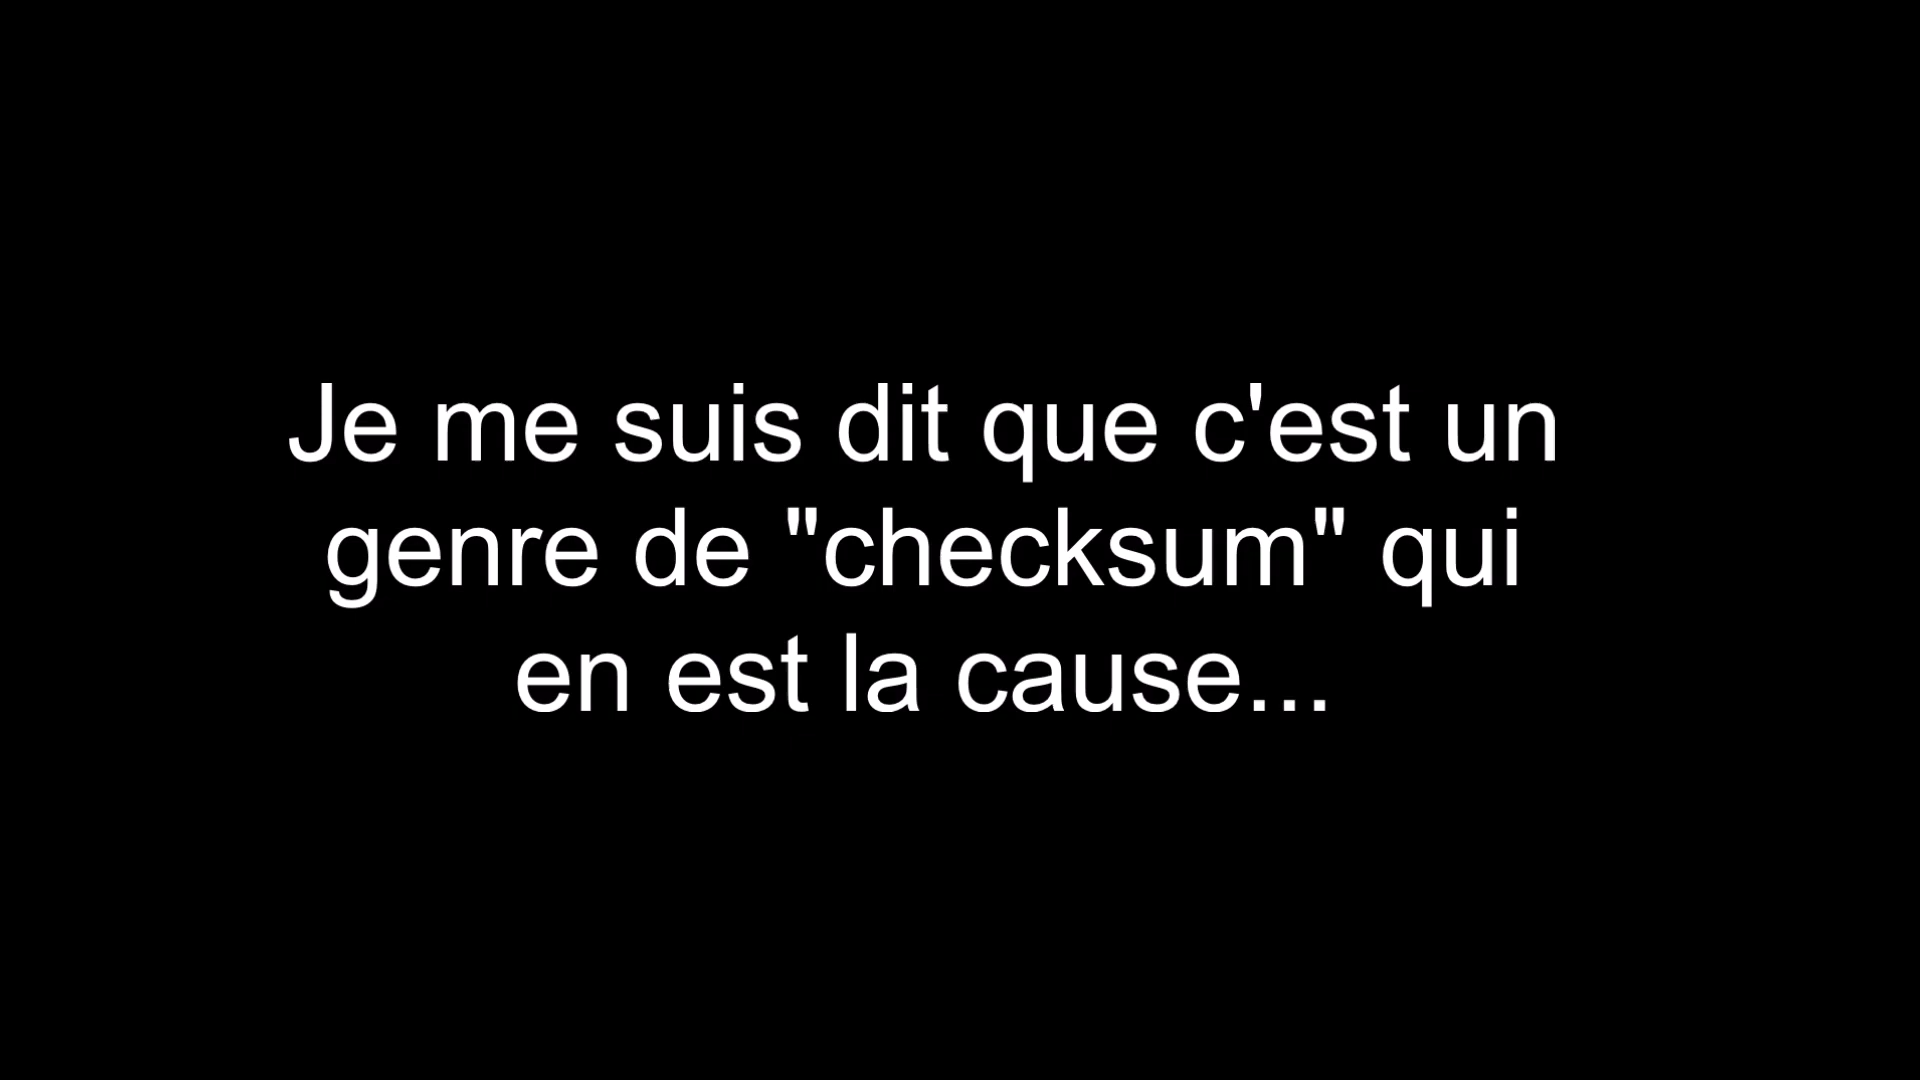 Je me suis dit que c'est un
genre de "checksum" qui
en est la cause...